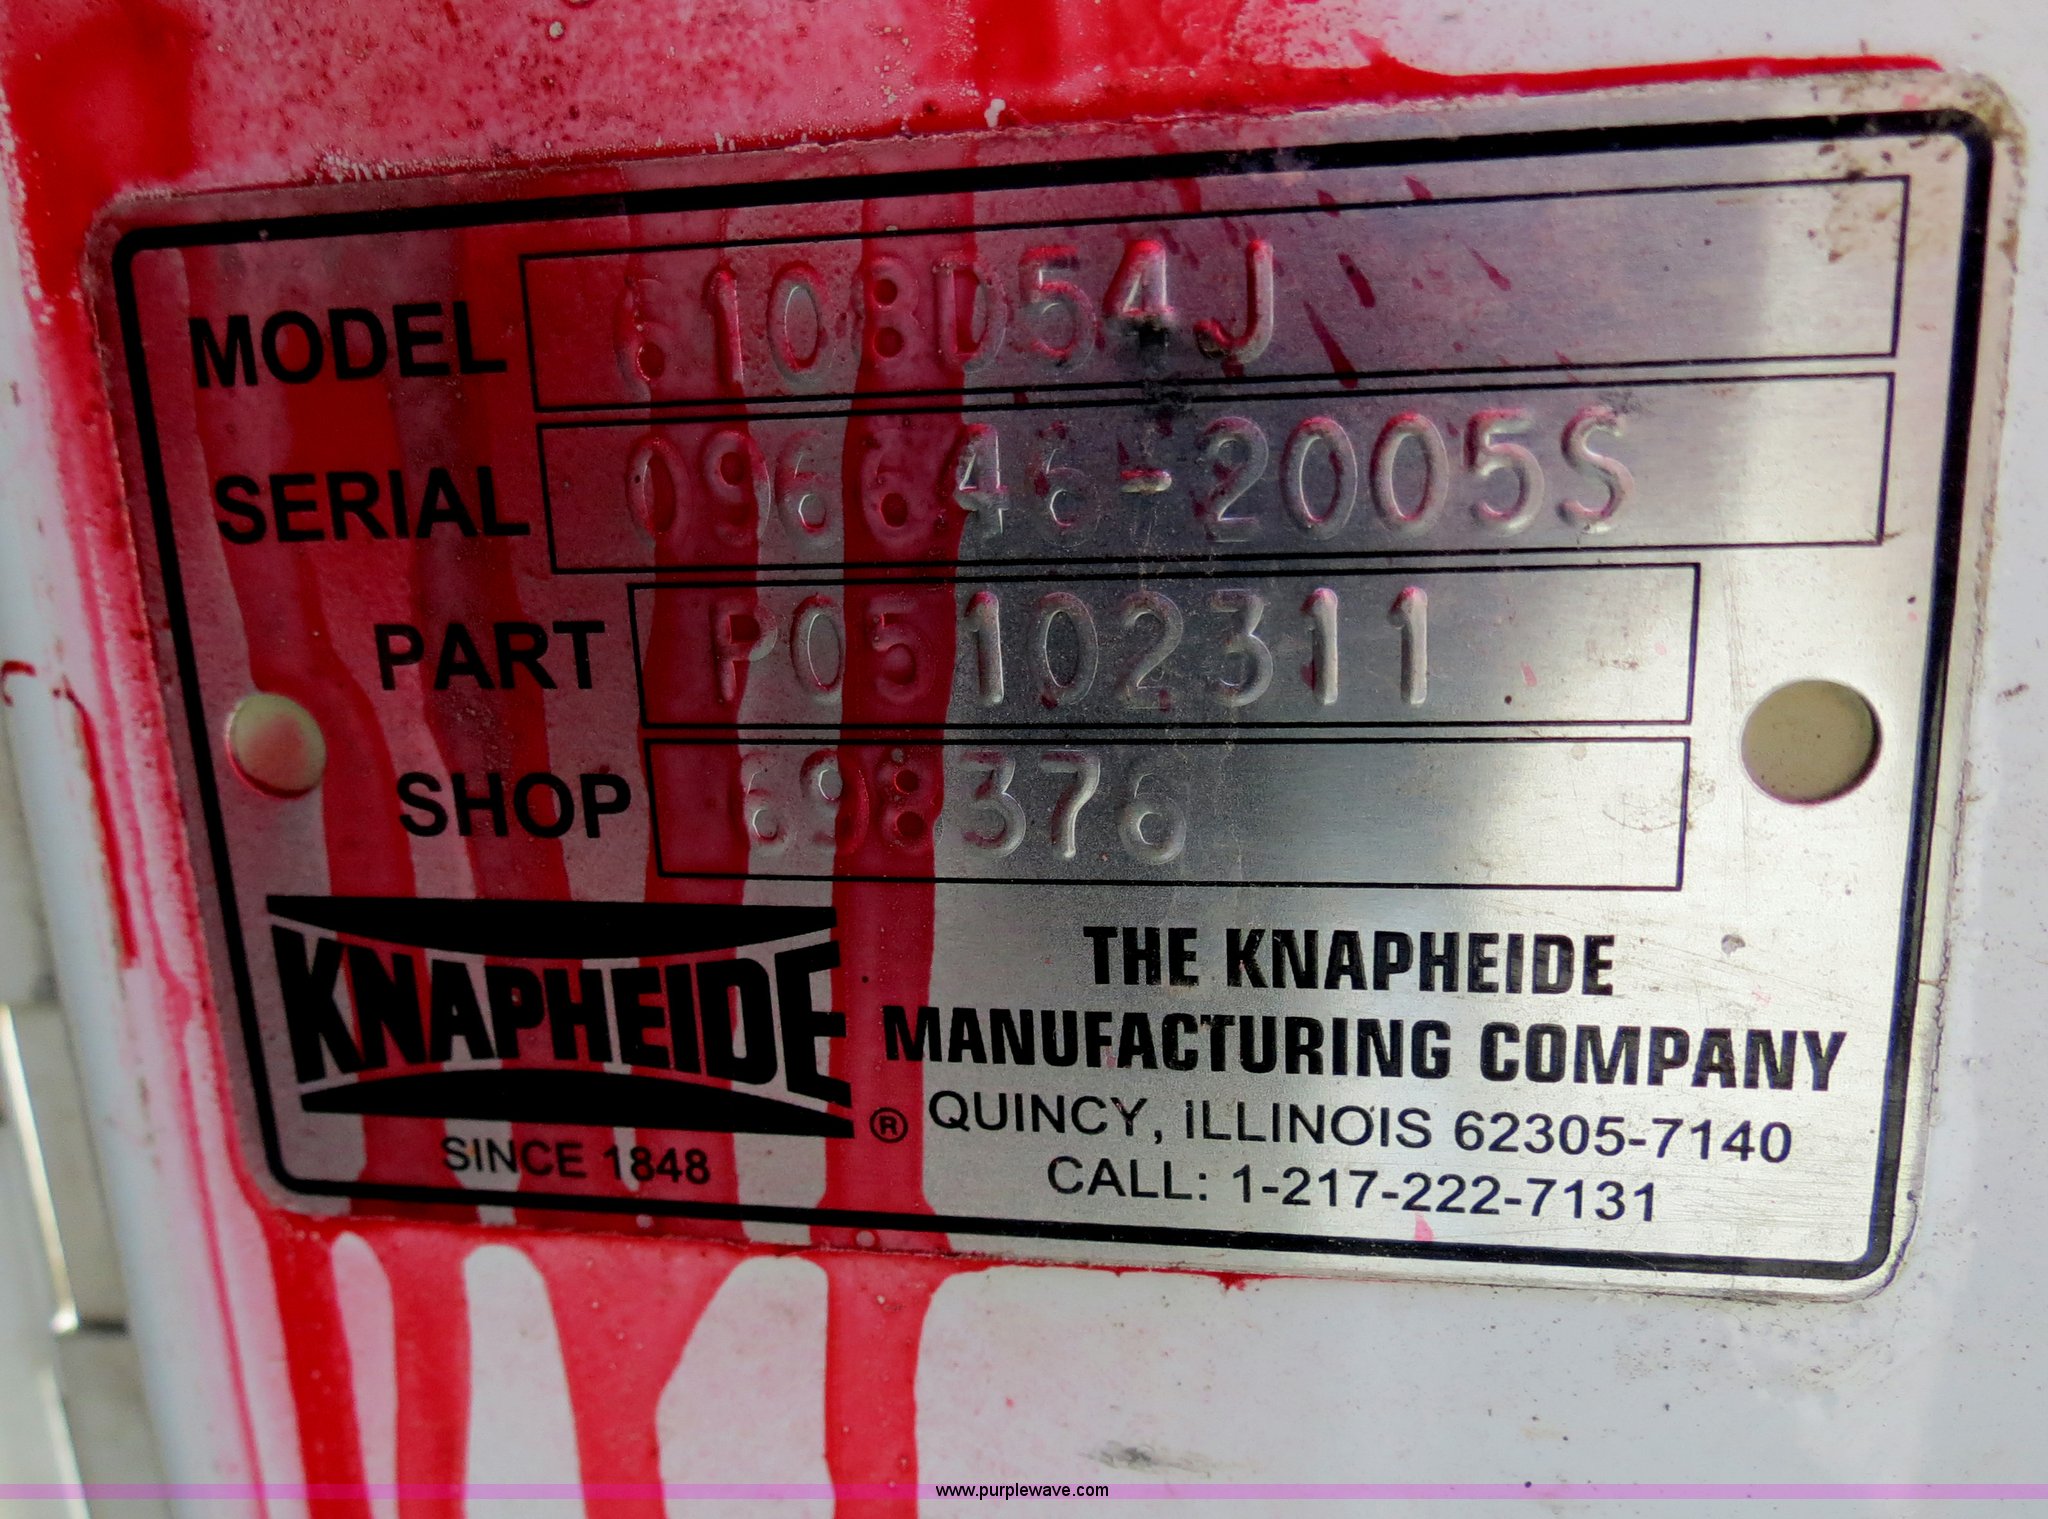 MODEL 6108D54J
SERIAL 096646-2005S
PART P05102311
SHOP 698376
KNAPHEIDE ®
SINCE 1848
THE KNAPHEIDE
MANUFACTURING COMPANY
QUINCY, ILLINOIS 62305-7140
CALL: 1-217-222-7131
www.purplewave.com